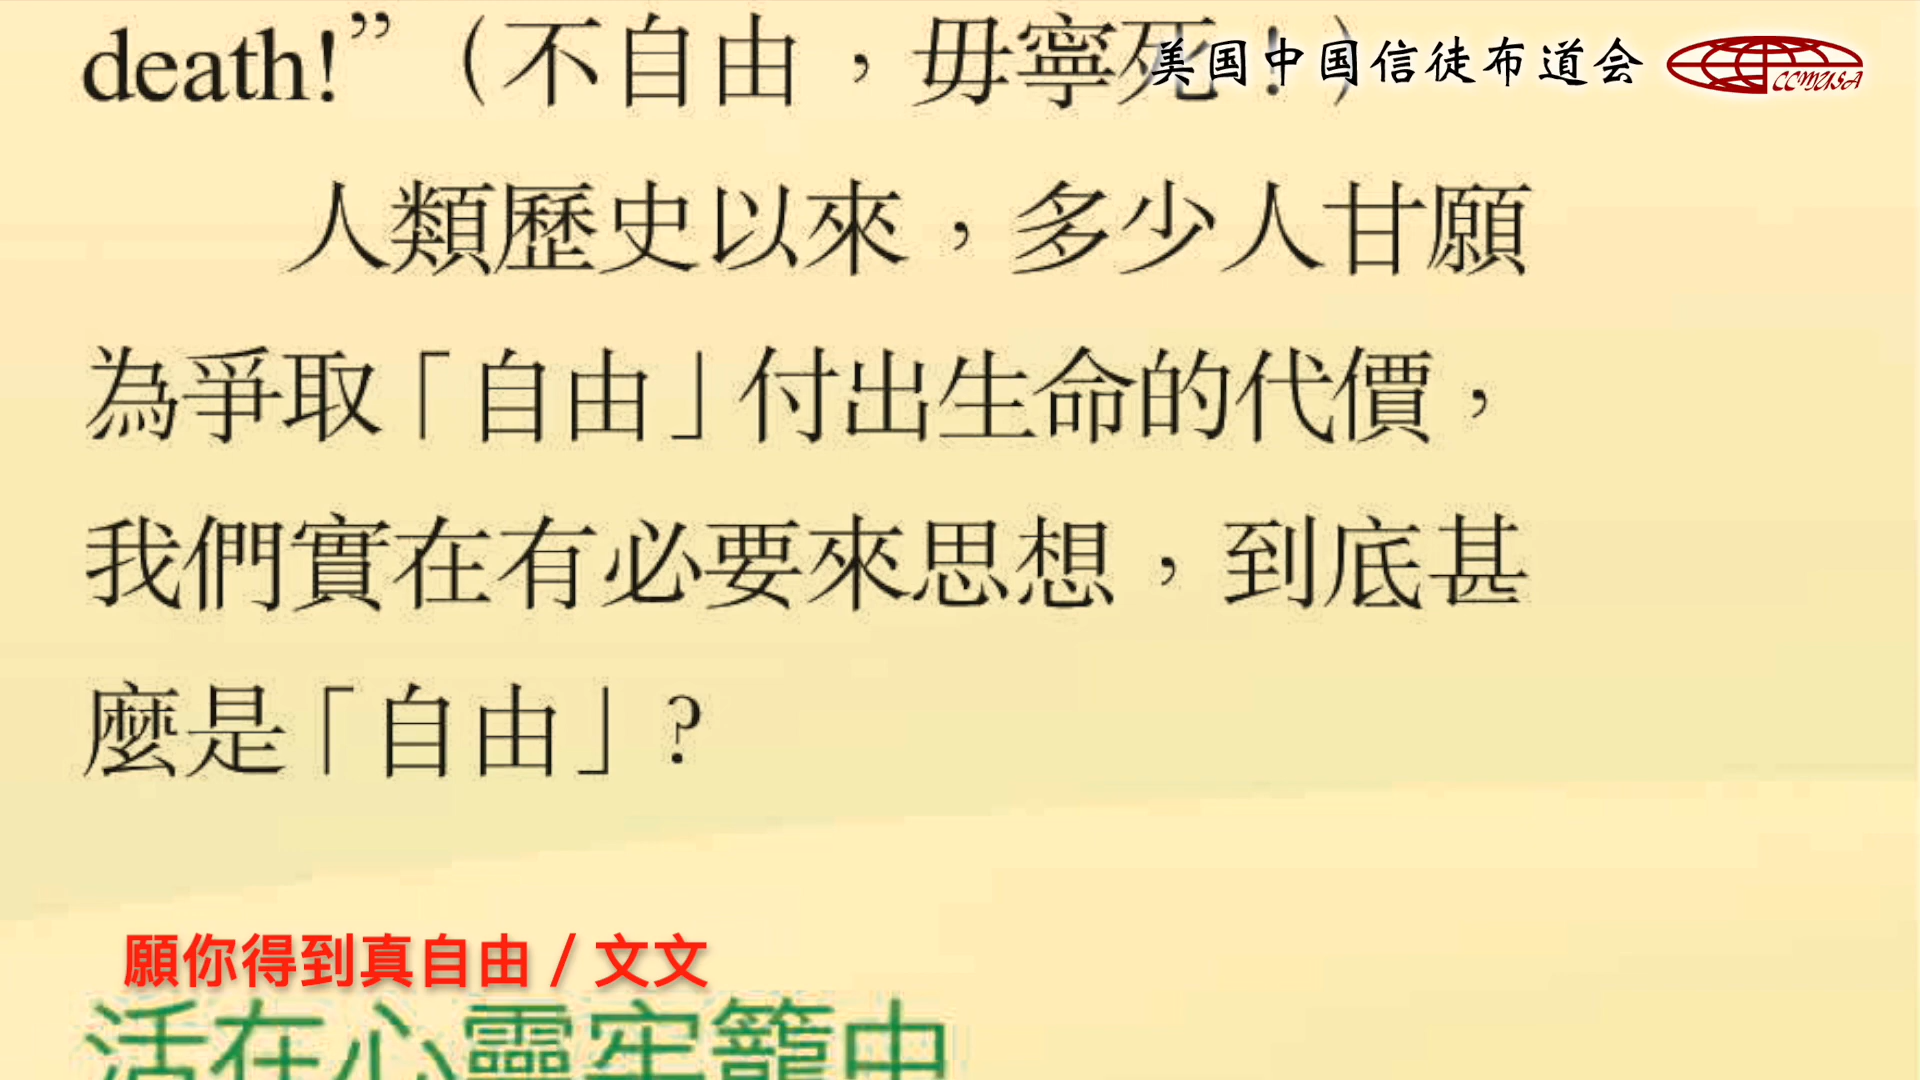 death!”（不自由，毋寧死！）
美国中国信徒布道会
CCMUSA
人類歷史以來，多少人甘願
為爭取「自由」付出生命的代價，
我們實在有必要來思想，到底甚
麼是「自由」?
願你得到真自由 / 文文
活在心靈牢籠中